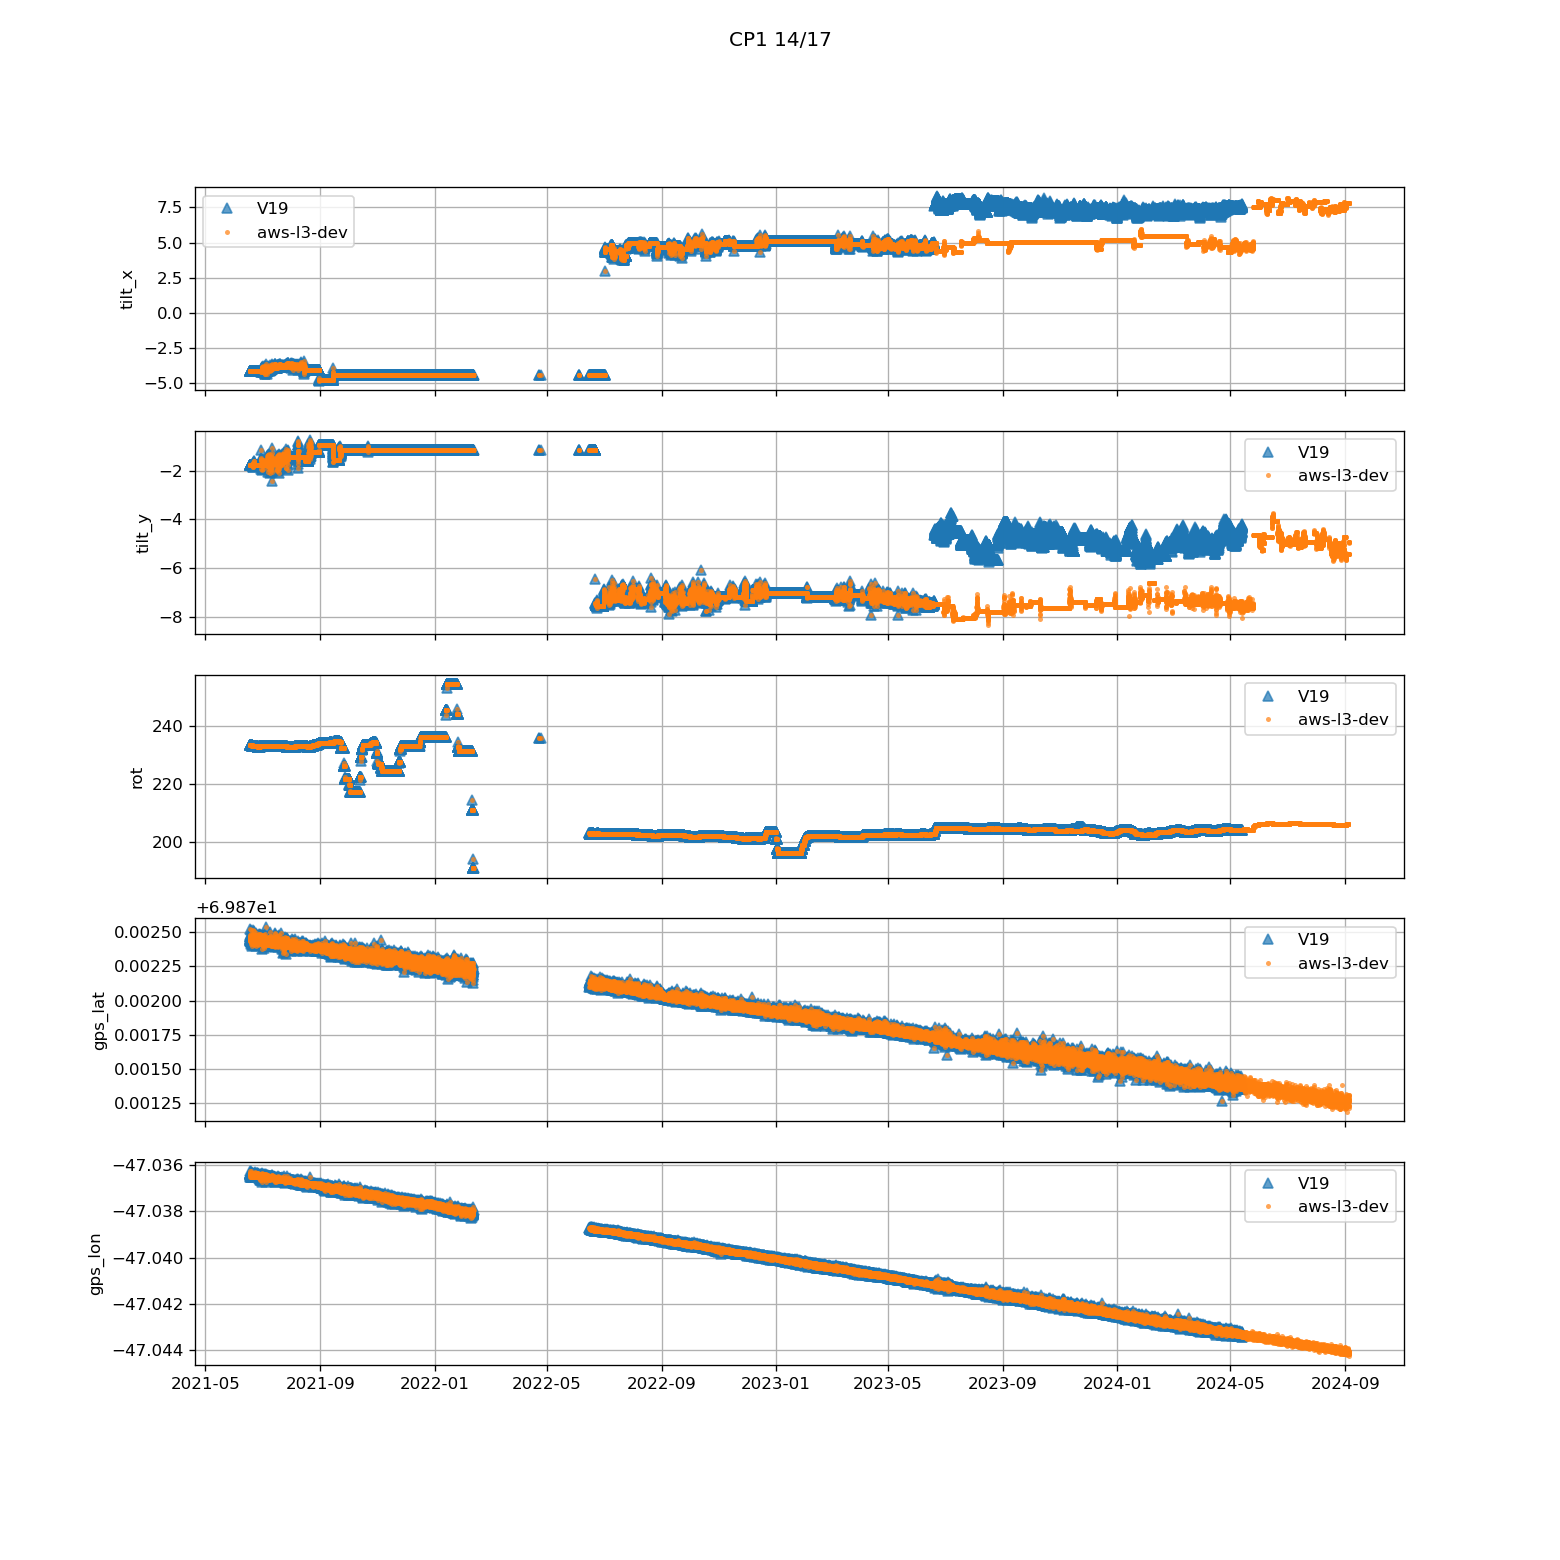 CP1 14/17
7.5
5.0
2.5
0.0
−2.5
−5.0
tilt_x
V19
aws-l3-dev
−2
−4
−6
−8
tilt_y
V19
aws-l3-dev
240
220
200
rot
V19
aws-l3-dev
+6.987e1
0.00250
0.00225
0.00200
0.00175
0.00150
0.00125
gps_lat
V19
aws-l3-dev
−47.036
−47.038
−47.040
−47.042
−47.044
gps_lon
V19
aws-l3-dev
2021-05 2021-09 2022-01 2022-05 2022-09 2023-01 2023-05 2023-09 2024-01 2024-05 2024-09